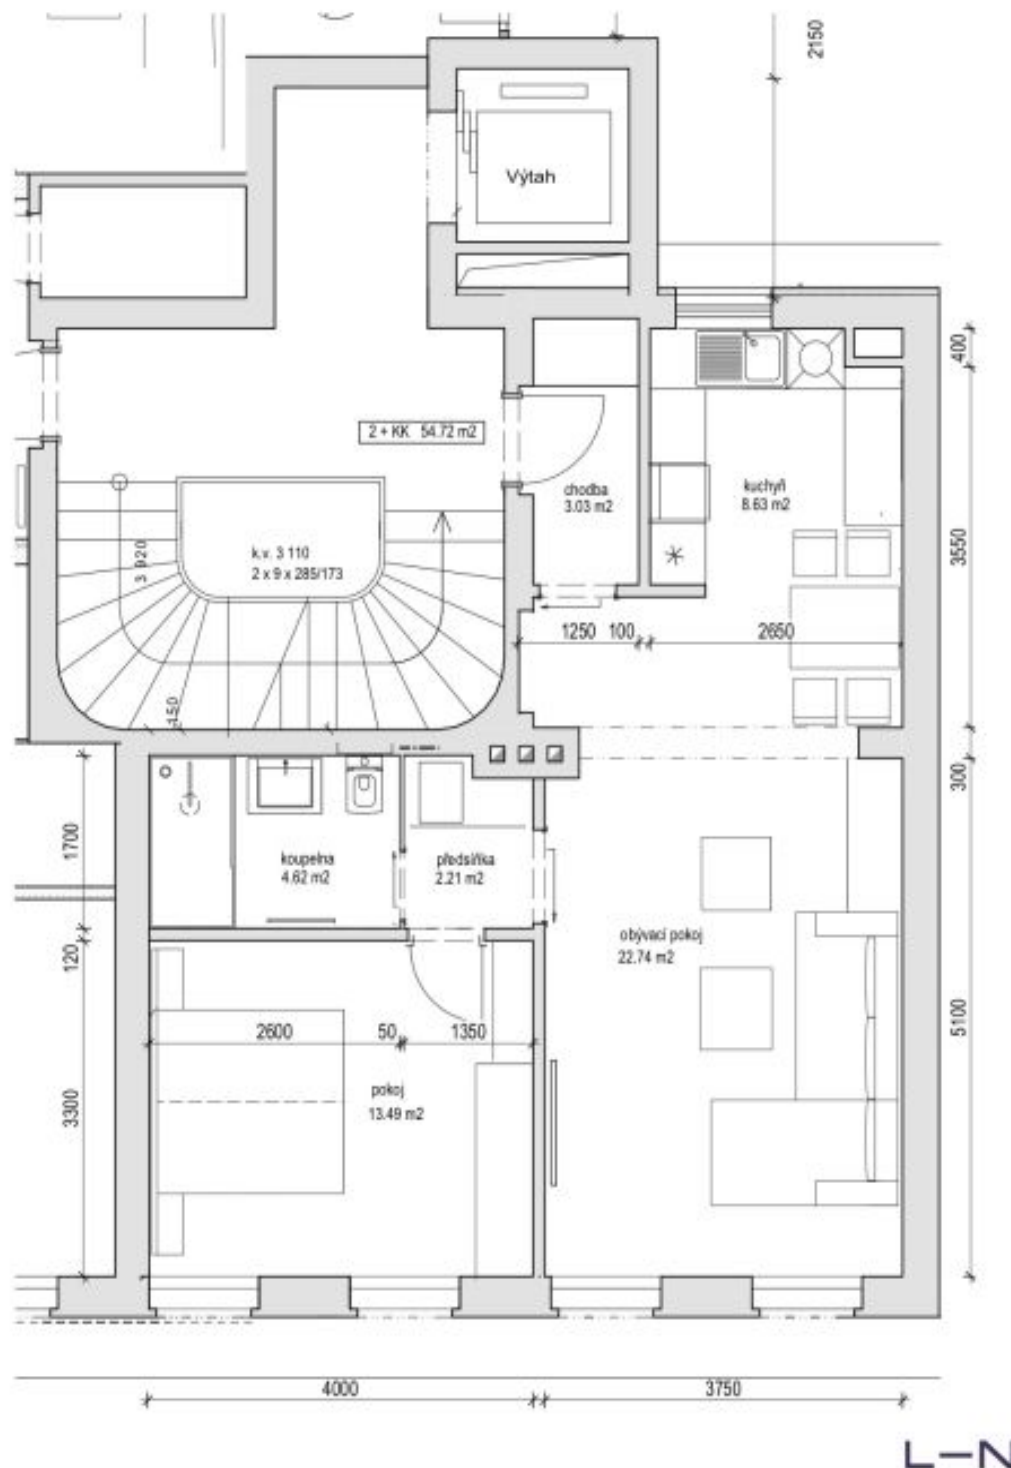 2150
Výtah
400
2 + KK 54.72 m2
chodba
3.03 m2
kuchyň
8.63 m2
3 920
k.v. 3 110
2 x 9 x 285/173
3550
1250
100
2650
150
300
1700
koupelna
4.62 m2
předsíňka
2.21 m2
obývací pokoj
22.74 m2
120
2600
50
1350
5100
pokoj
13.49 m2
3300
4000
3750
L-N